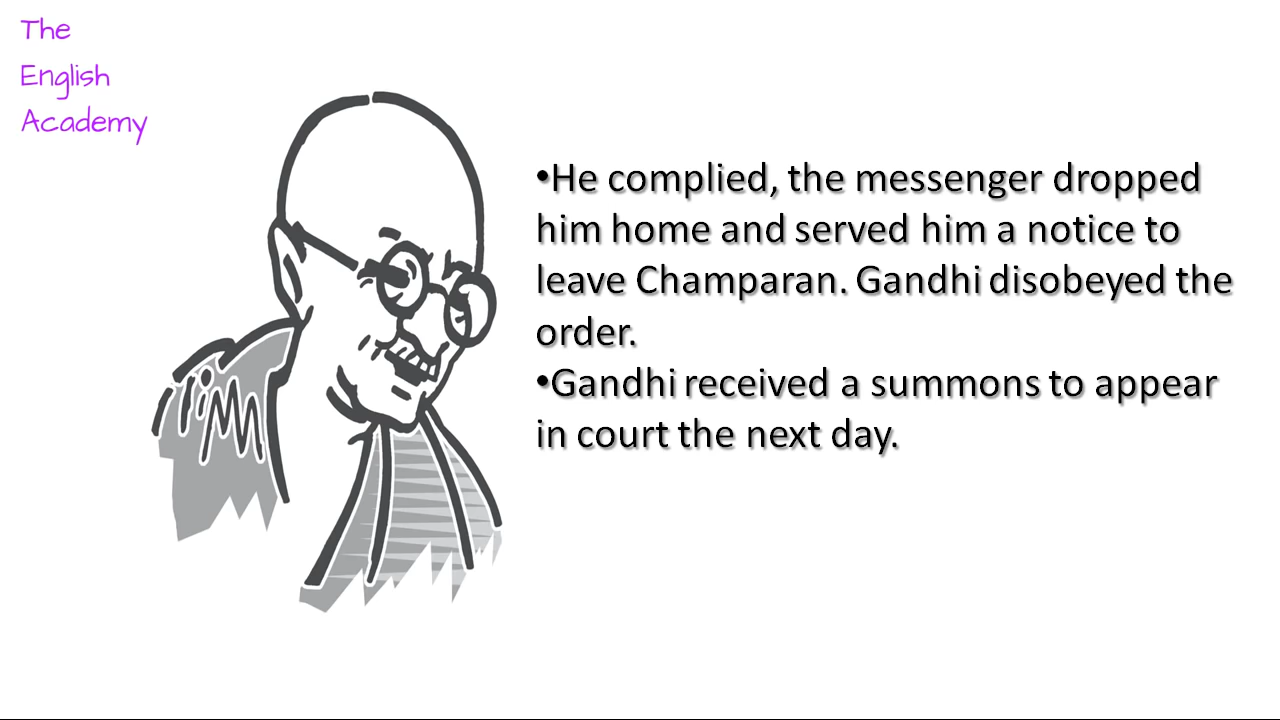 The
English
Academy
•He complied, the messenger dropped
him home and served him a notice to
leave Champaran. Gandhi disobeyed the
order.
•Gandhi received a summons to appear
in court the next day.